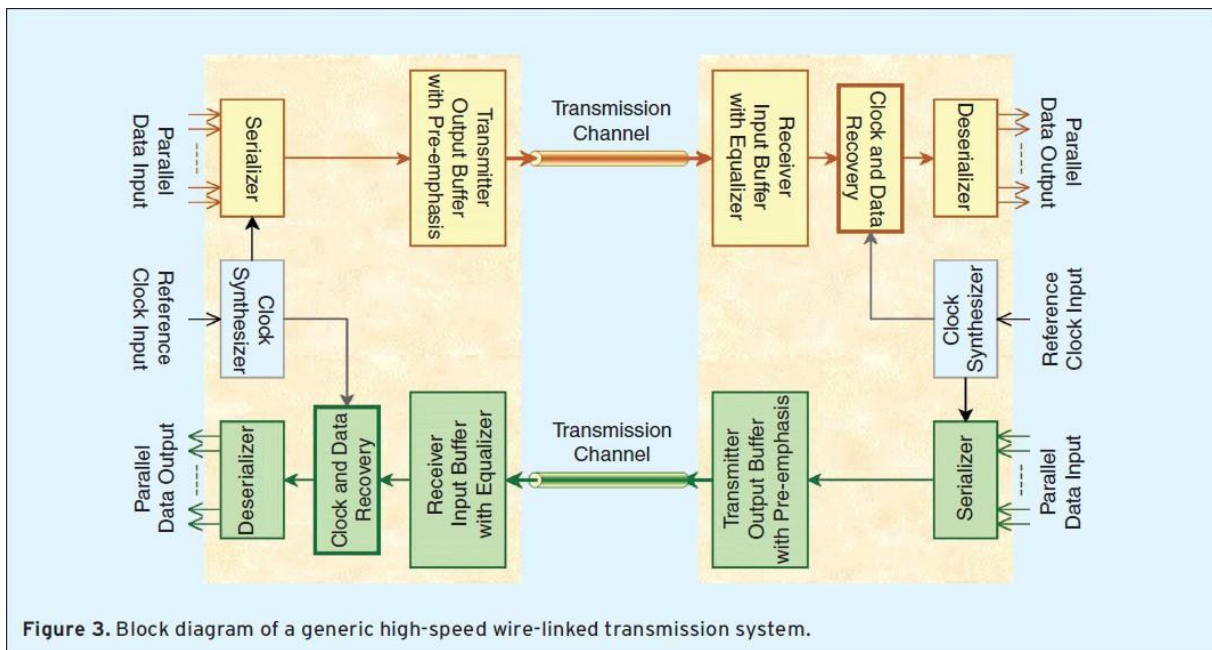 Parallel
Data Input
Serializer
Transmitter
Output Buffer
with Pre-emphasis
Transmission
Channel
Receiver
Input Buffer
with Equalizer
Clock and Data
Recovery
Deserializer
Parallel
Data Output
Reference
Clock Input
Clock
Synthesizer
Clock
Synthesizer
Reference
Clock Input
Parallel
Data Output
Deserializer
Clock and Data
Recovery
Receiver
Input Buffer
with Equalizer
Transmission
Channel
Transmitter
Output Buffer
with Pre-emphasis
Serializer
Parallel
Data Input
Figure 3. Block diagram of a generic high-speed wire-linked transmission system.